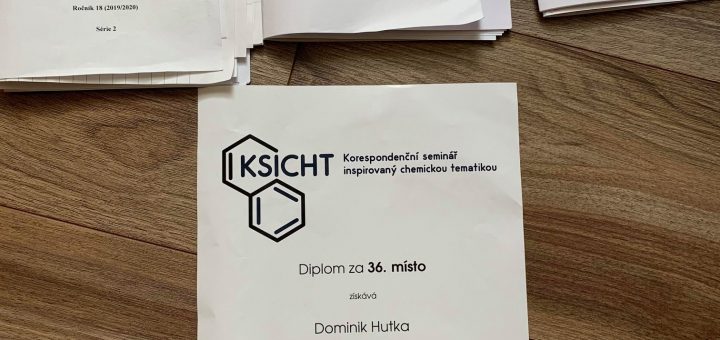 Ročník 18 (2019/2020)
Série 2
KSICHT
Korespondenční seminář
inspirovaný chemickou tematikou
Diplom za 36. místo
získává
Dominik Hutka